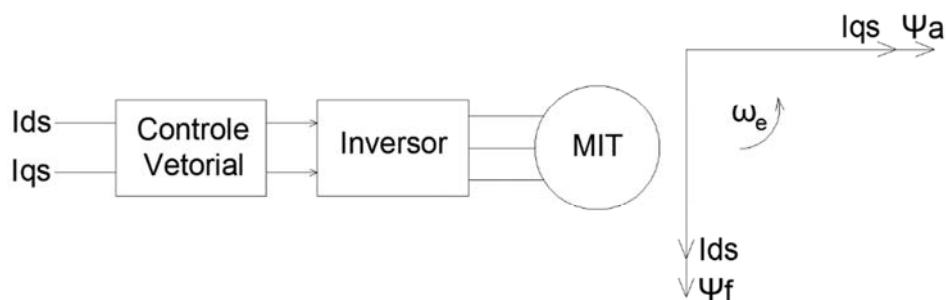 Ids
Iqs
Controle
Vetorial
Inversor
MIT
Iqs Ψa
ωe
Ids
Ψf